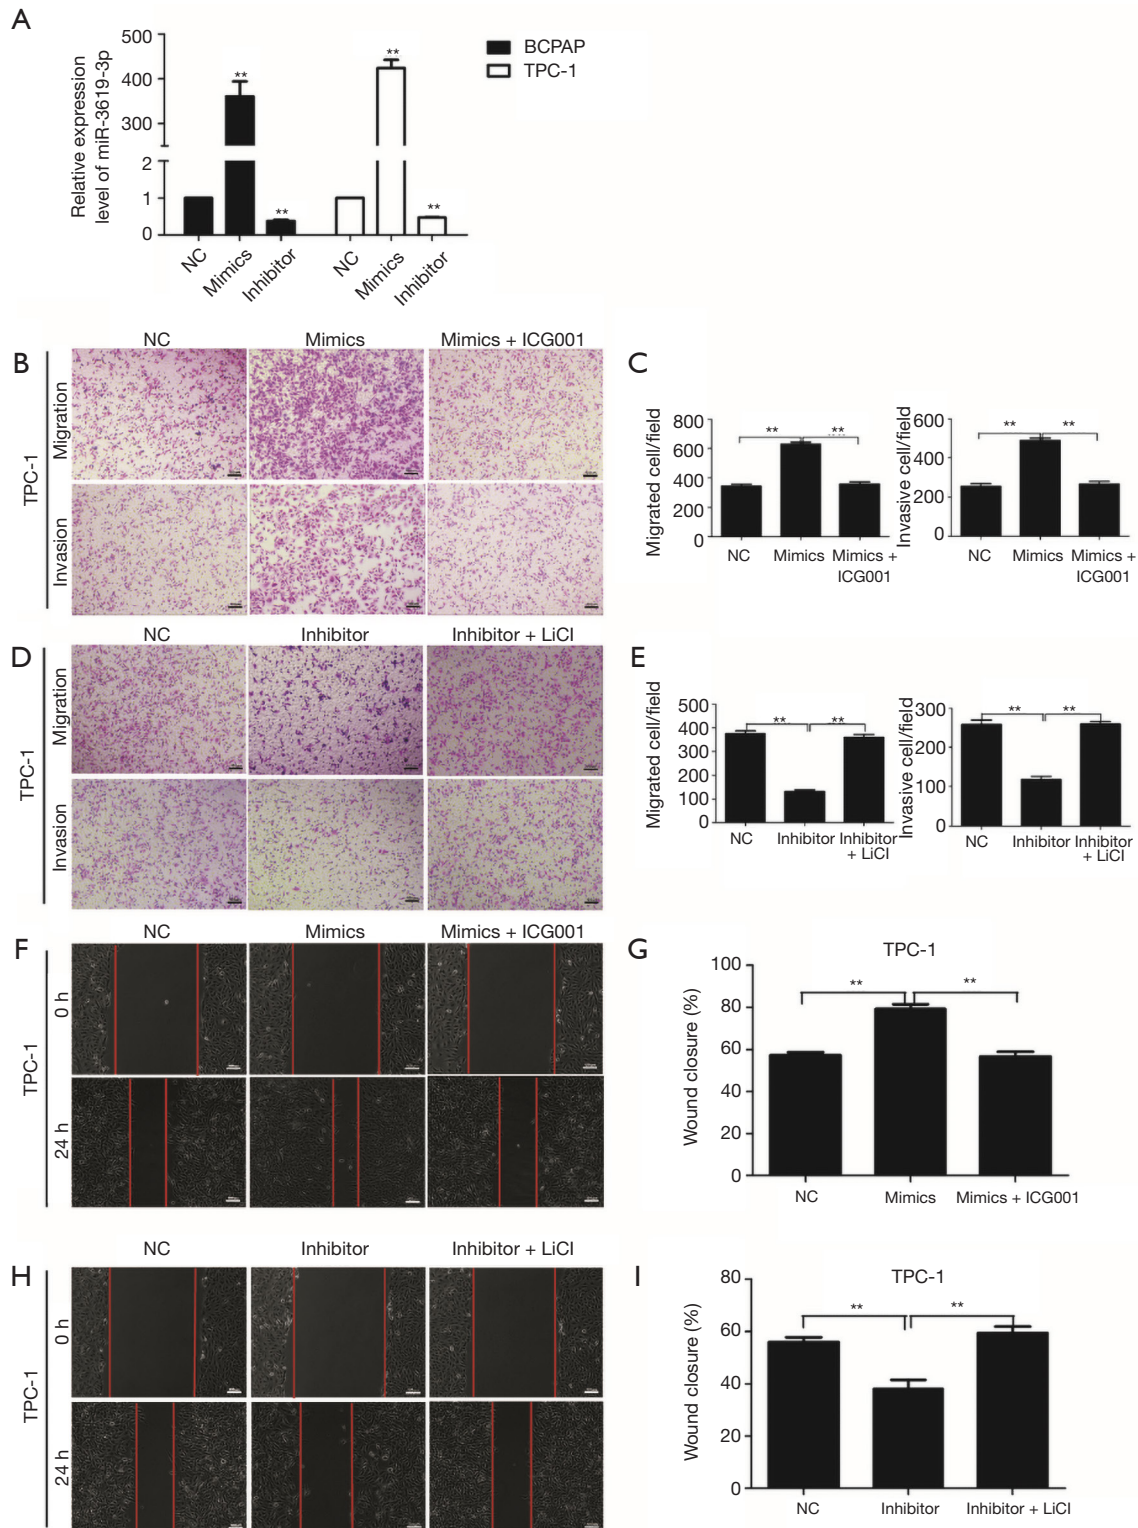 A
500
400
300
2
1
0
Relative expression
level of miR-3619-3p
**
**
**
**
NC
Mimics
Inhibitor
NC
Mimics
Inhibitor
BCPAP
TPC-1
B
NC
Mimics
Mimics + ICG001
TPC-1
Migration
Invasion
C
Migrated cell/field
800
600
400
200
0
**
**
NC
Mimics
Mimics +
ICG001
Invasive cell/field
600
400
200
0
**
**
NC
Mimics
Mimics +
ICG001
D
NC
Inhibitor
Inhibitor + LiCl
TPC-1
Migration
Invasion
E
Migrated cell/field
500
400
300
200
100
0
**
**
NC
Inhibitor
Inhibitor
+ LiCl
Invasive cell/field
300
200
100
0
**
**
NC
Inhibitor
Inhibitor
+ LiCl
F
NC
Mimics
Mimics + ICG001
TPC-1
0 h
24 h
G
TPC-1
Wound closure (%)
100
80
60
40
20
0
**
**
NC
Mimics
Mimics + ICG001
H
NC
Inhibitor
Inhibitor + LiCl
TPC-1
0 h
24 h
I
TPC-1
Wound closure (%)
80
60
40
20
0
**
**
NC
Inhibitor
Inhibitor + LiCl